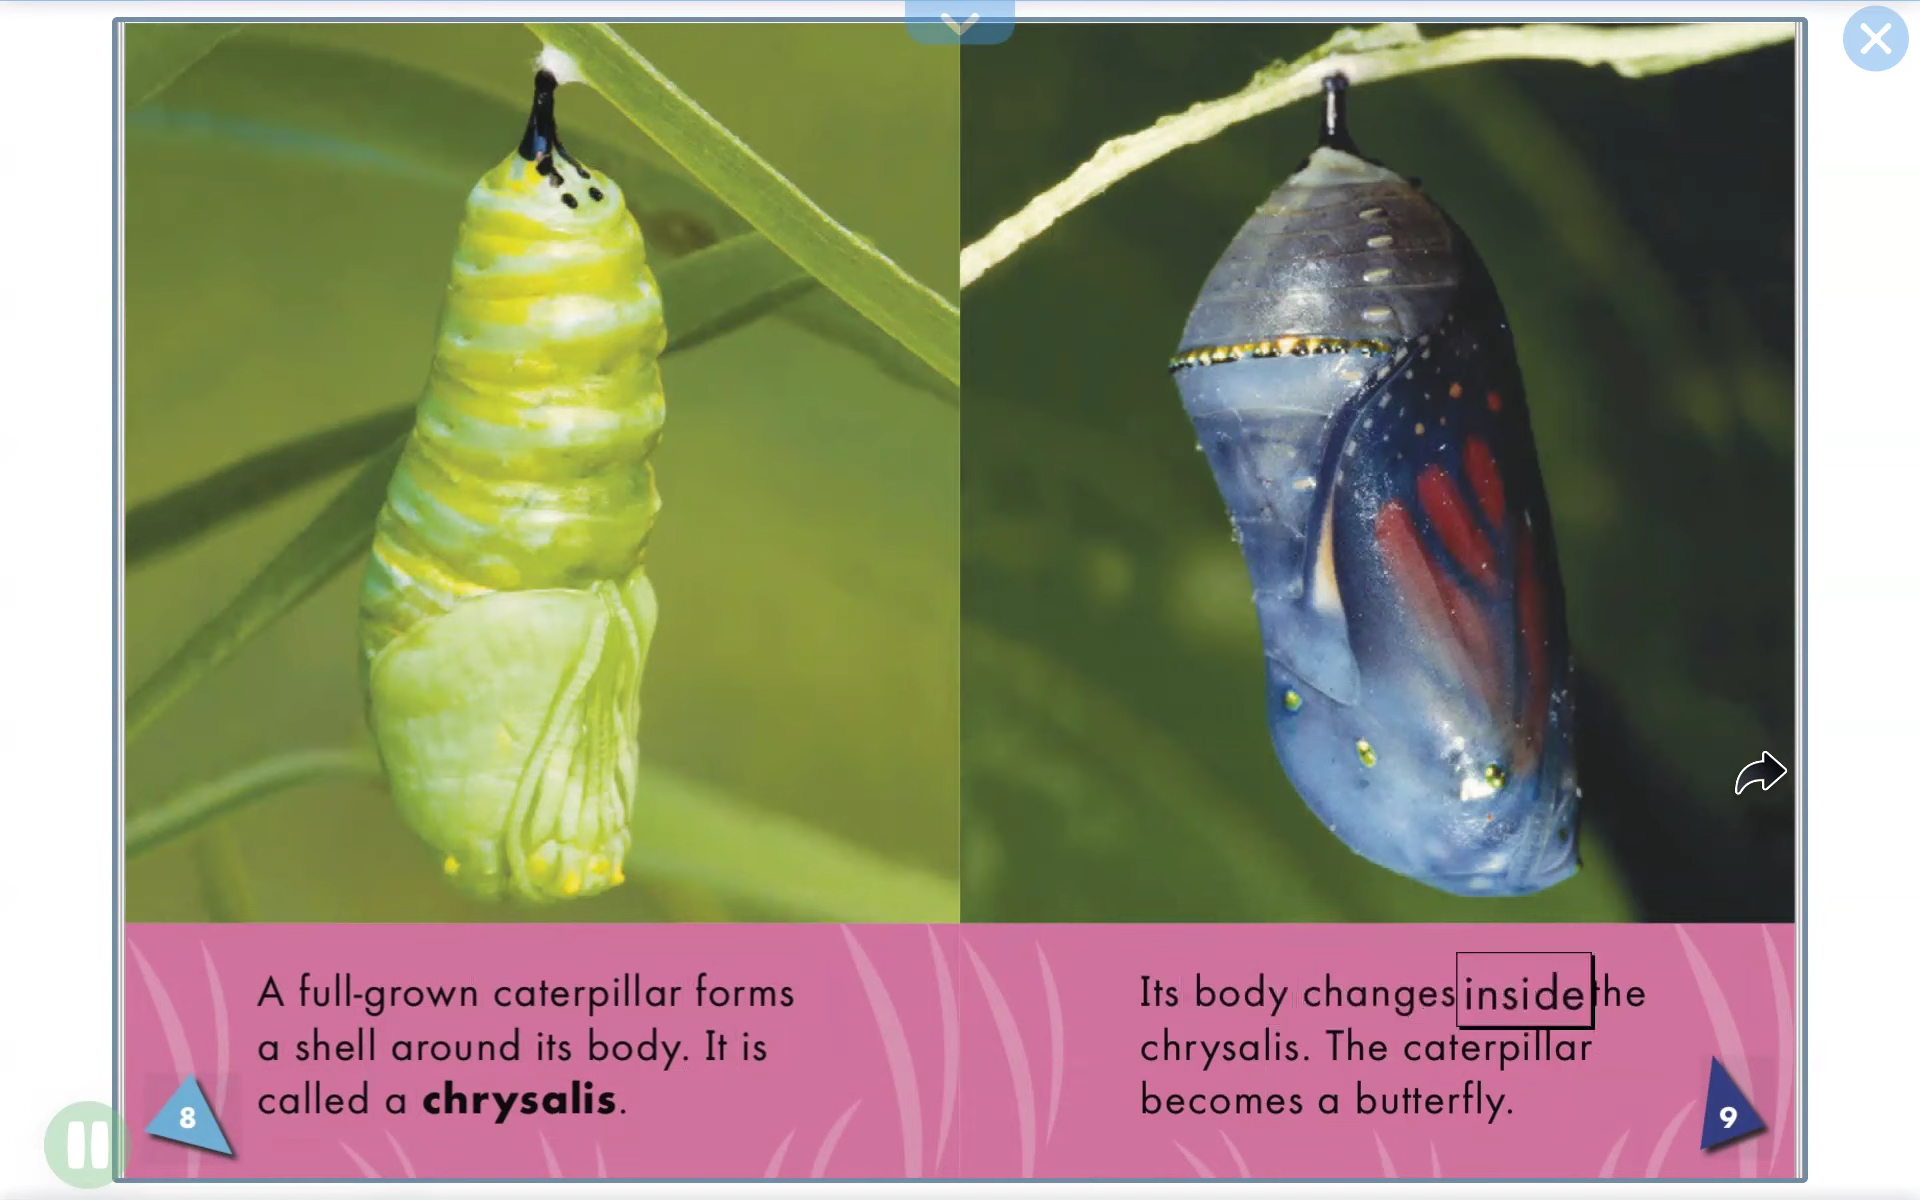 A full-grown caterpillar forms
a shell around its body. It is
called a chrysalis.
8
Its body changes inside the
chrysalis. The caterpillar
becomes a butterfly.
9